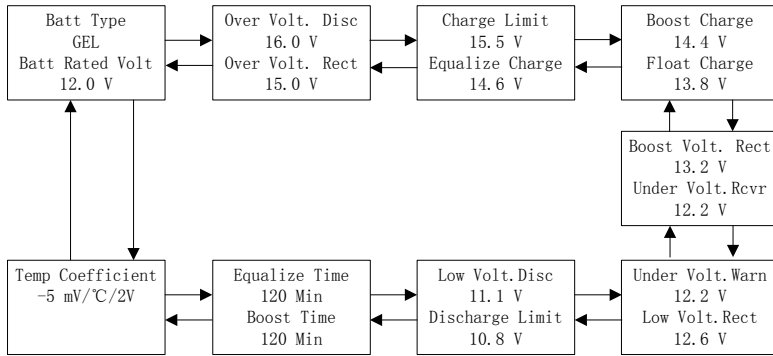 Batt Type
GEL
Batt Rated Volt
12.0 V
Over Volt. Disc
16.0 V
Over Volt. Rect
15.0 V
Charge Limit
15.5 V
Equalize Charge
14.6 V
Boost Charge
14.4 V
Float Charge
13.8 V
Boost Volt. Rect
13.2 V
Under Volt.Rcvr
12.2 V
Temp Coefficient
-5 mV/℃/2V
Equalize Time
120 Min
Boost Time
120 Min
Low Volt.Disc
11.1 V
Discharge Limit
10.8 V
Under Volt.Warn
12.2 V
Low Volt.Rect
12.6 V